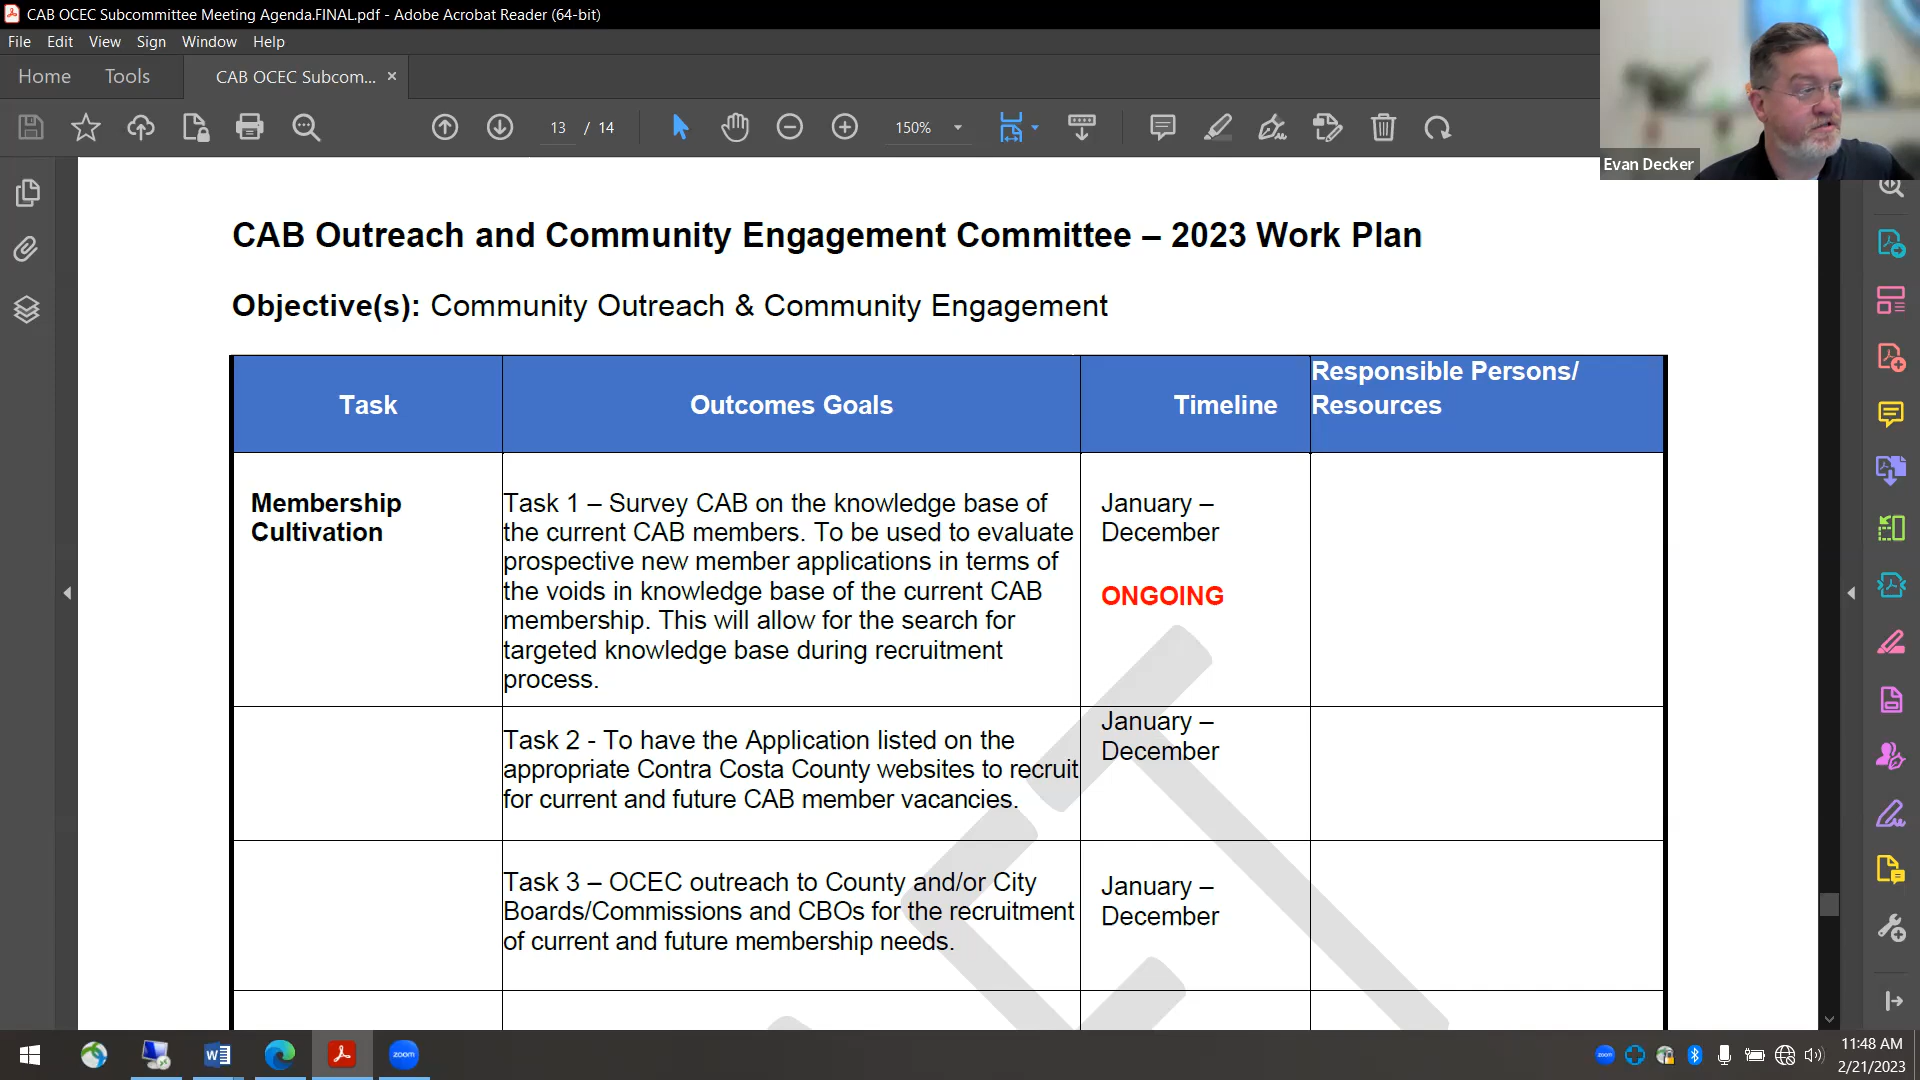 CAB OCEC Subcommittee Meeting Agenda.FINAL.pdf - Adobe Acrobat Reader (64-bit)
File Edit View Sign Window Help
Home Tools CAB OCEC Subcom... ×
13 / 14 150%
Evan Decker
CAB Outreach and Community Engagement Committee – 2023 Work Plan
Objective(s): Community Outreach & Community Engagement
Task
Outcomes Goals
Timeline
Responsible Persons/
Resources
Membership
Cultivation
Task 1 – Survey CAB on the knowledge base of
the current CAB members. To be used to evaluate
prospective new member applications in terms of
the voids in knowledge base of the current CAB
membership. This will allow for the search for
targeted knowledge base during recruitment
process.
January –
December
ONGOING
Task 2 - To have the Application listed on the
appropriate Contra Costa County websites to recruit
for current and future CAB member vacancies.
January –
December
Task 3 – OCEC outreach to County and/or City
Boards/Commissions and CBOs for the recruitment
of current and future membership needs.
January –
December
zoom
zoom
11:48 AM
2/21/2023